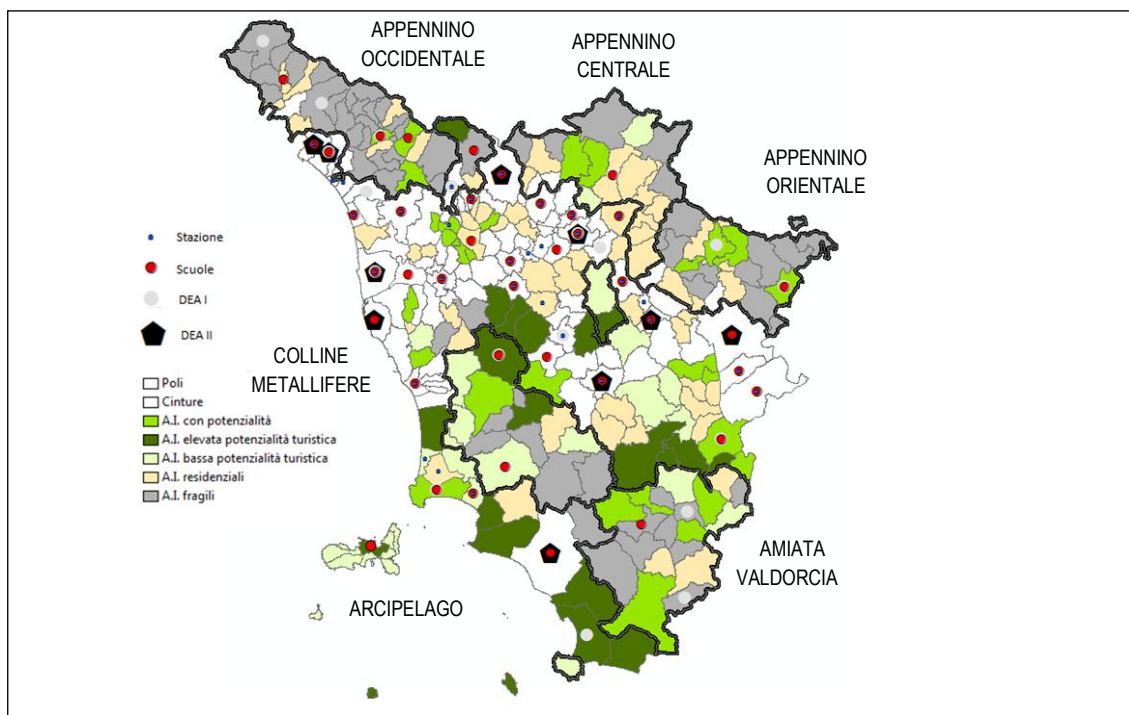 APPENNINO
OCCIDENTALE
APPENNINO
CENTRALE
APPENNINO
ORIENTALE
Stazione
Scuole
DEA I
DEA II
COLLINE
METALLIFERE
Poli
Cinture
A.I. con potenzialità
A.I. elevata potenzialità turistica
A.I. bassa potenzialità turistica
A.I. residenziali
A.I. fragili
AMIATA
VALDORCIA
ARCIPELAGO